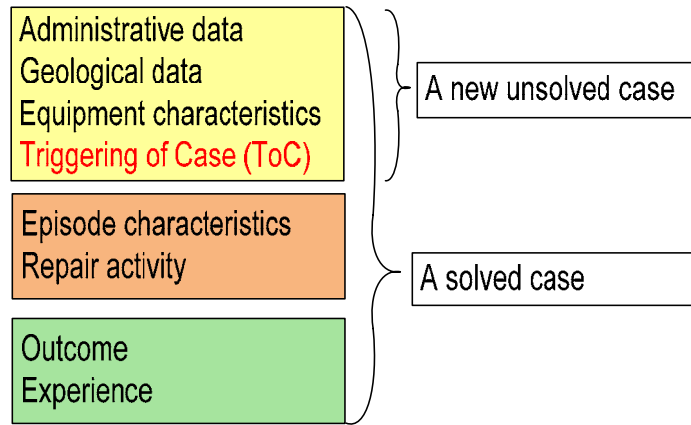 Administrative data
Geological data
Equipment characteristics
Triggering of Case (ToC)
A new unsolved case
Episode characteristics
Repair activity
A solved case
Outcome
Experience